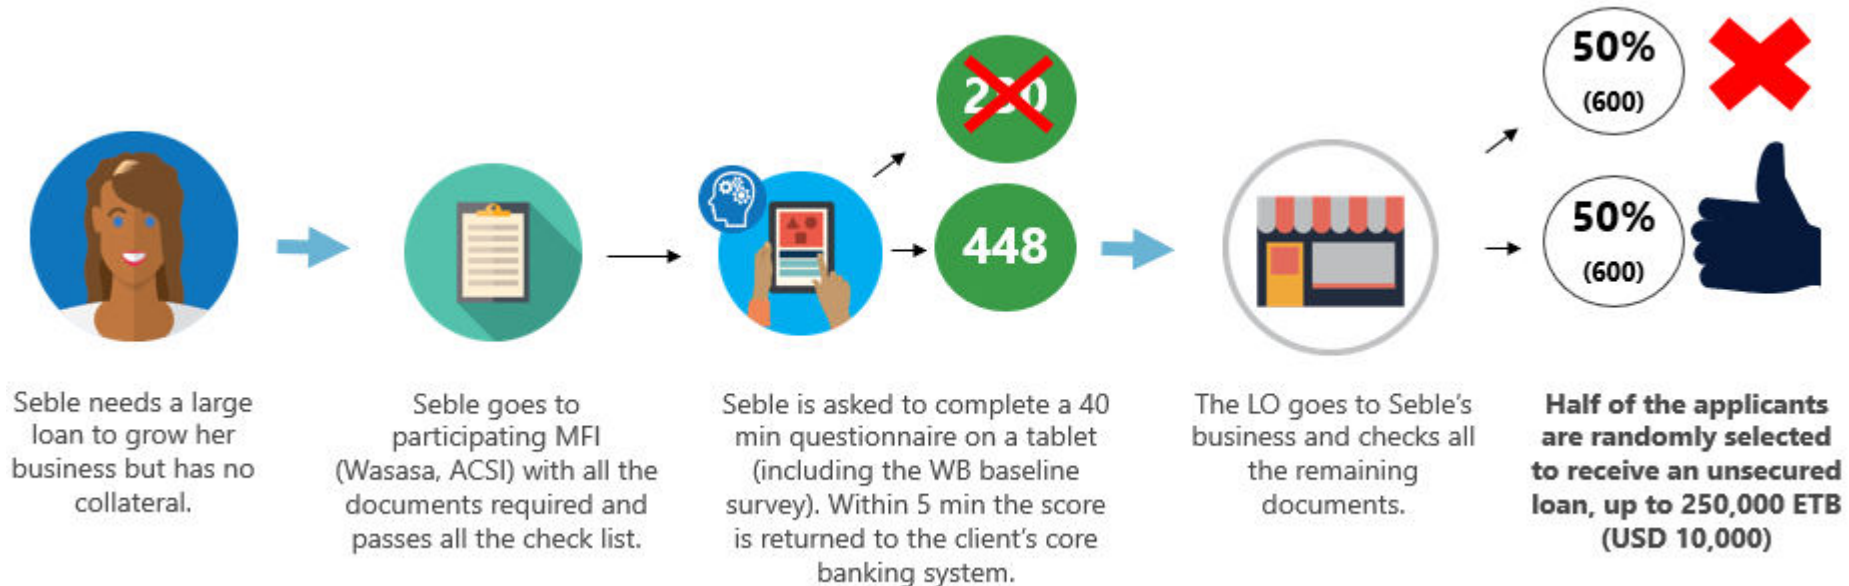 230
448
50%
(600)
50%
(600)
Seble needs a large
loan to grow her
business but has no
collateral.
Seble goes to
participating MFI
(Wasasa, ACSI) with all the
documents required and
passes all the check list.
Seble is asked to complete a 40
min questionnaire on a tablet
(including the WB baseline
survey). Within 5 min the score
is returned to the client’s core
banking system.
The LO goes to Seble’s
business and checks all
the remaining
documents.
Half of the applicants
are randomly selected
to receive an unsecured
loan, up to 250,000 ETB
(USD 10,000)